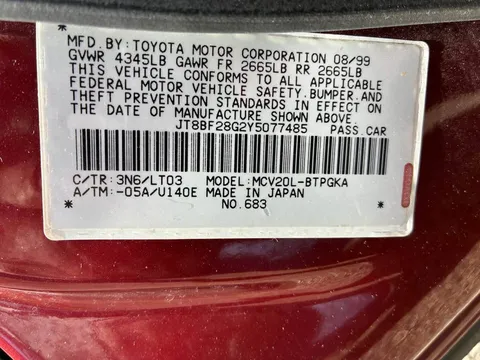 MFD.BY:TOYOTA MOTOR CORPORATION 08/99
GVWR 4345LB GAWR FR 2665LB RR 2665LB
THIS VEHICLE CONFORMS TO ALL APPLICABLE
FEDERAL MOTOR VEHICLE SAFETY,BUMPER,AND
THEFT PREVENTION STANDARDS IN EFFECT ON
THE DATE OF MANUFACTURE SHOWN ABOVE.
JT8BF28G2Y5077485 PASS.CAR
C/TR:3N6/LT03 MODEL:MCV20L-BTPGKA
A/TM:-05A/U140E MADE IN JAPAN
* NO.683 *